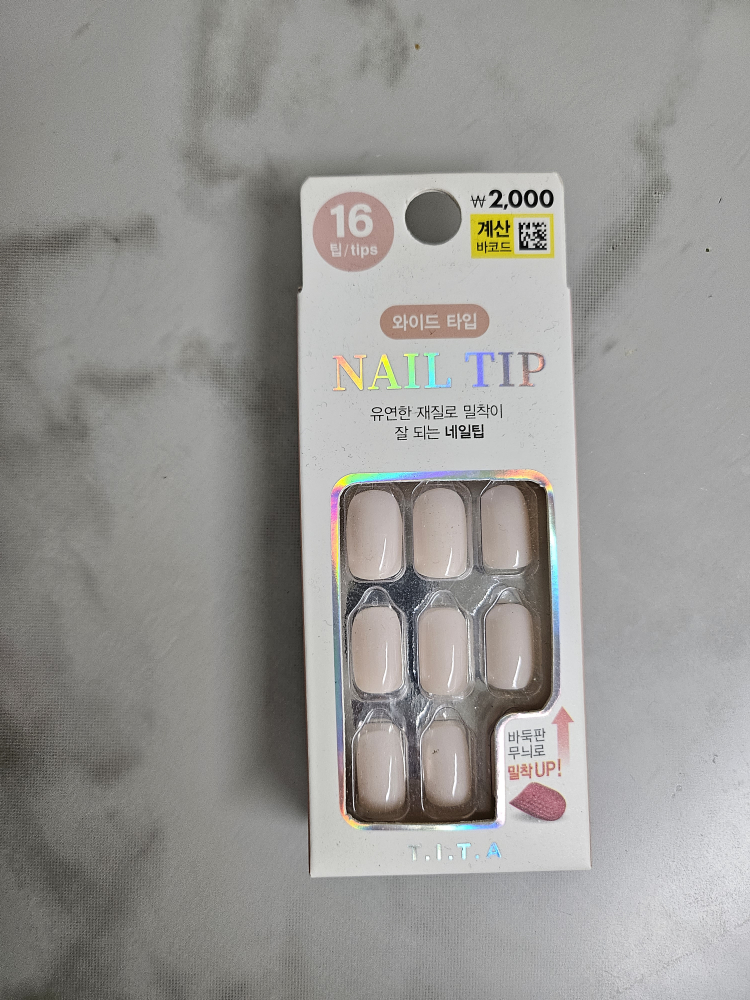 16
팁/tips
₩2,000
계산
바코드
와이드 타입
NAIL TIP
유연한 재질로 밀착이
잘 되는 네일팁
바둑판
무늬로
밀착UP!
T.I.T.A